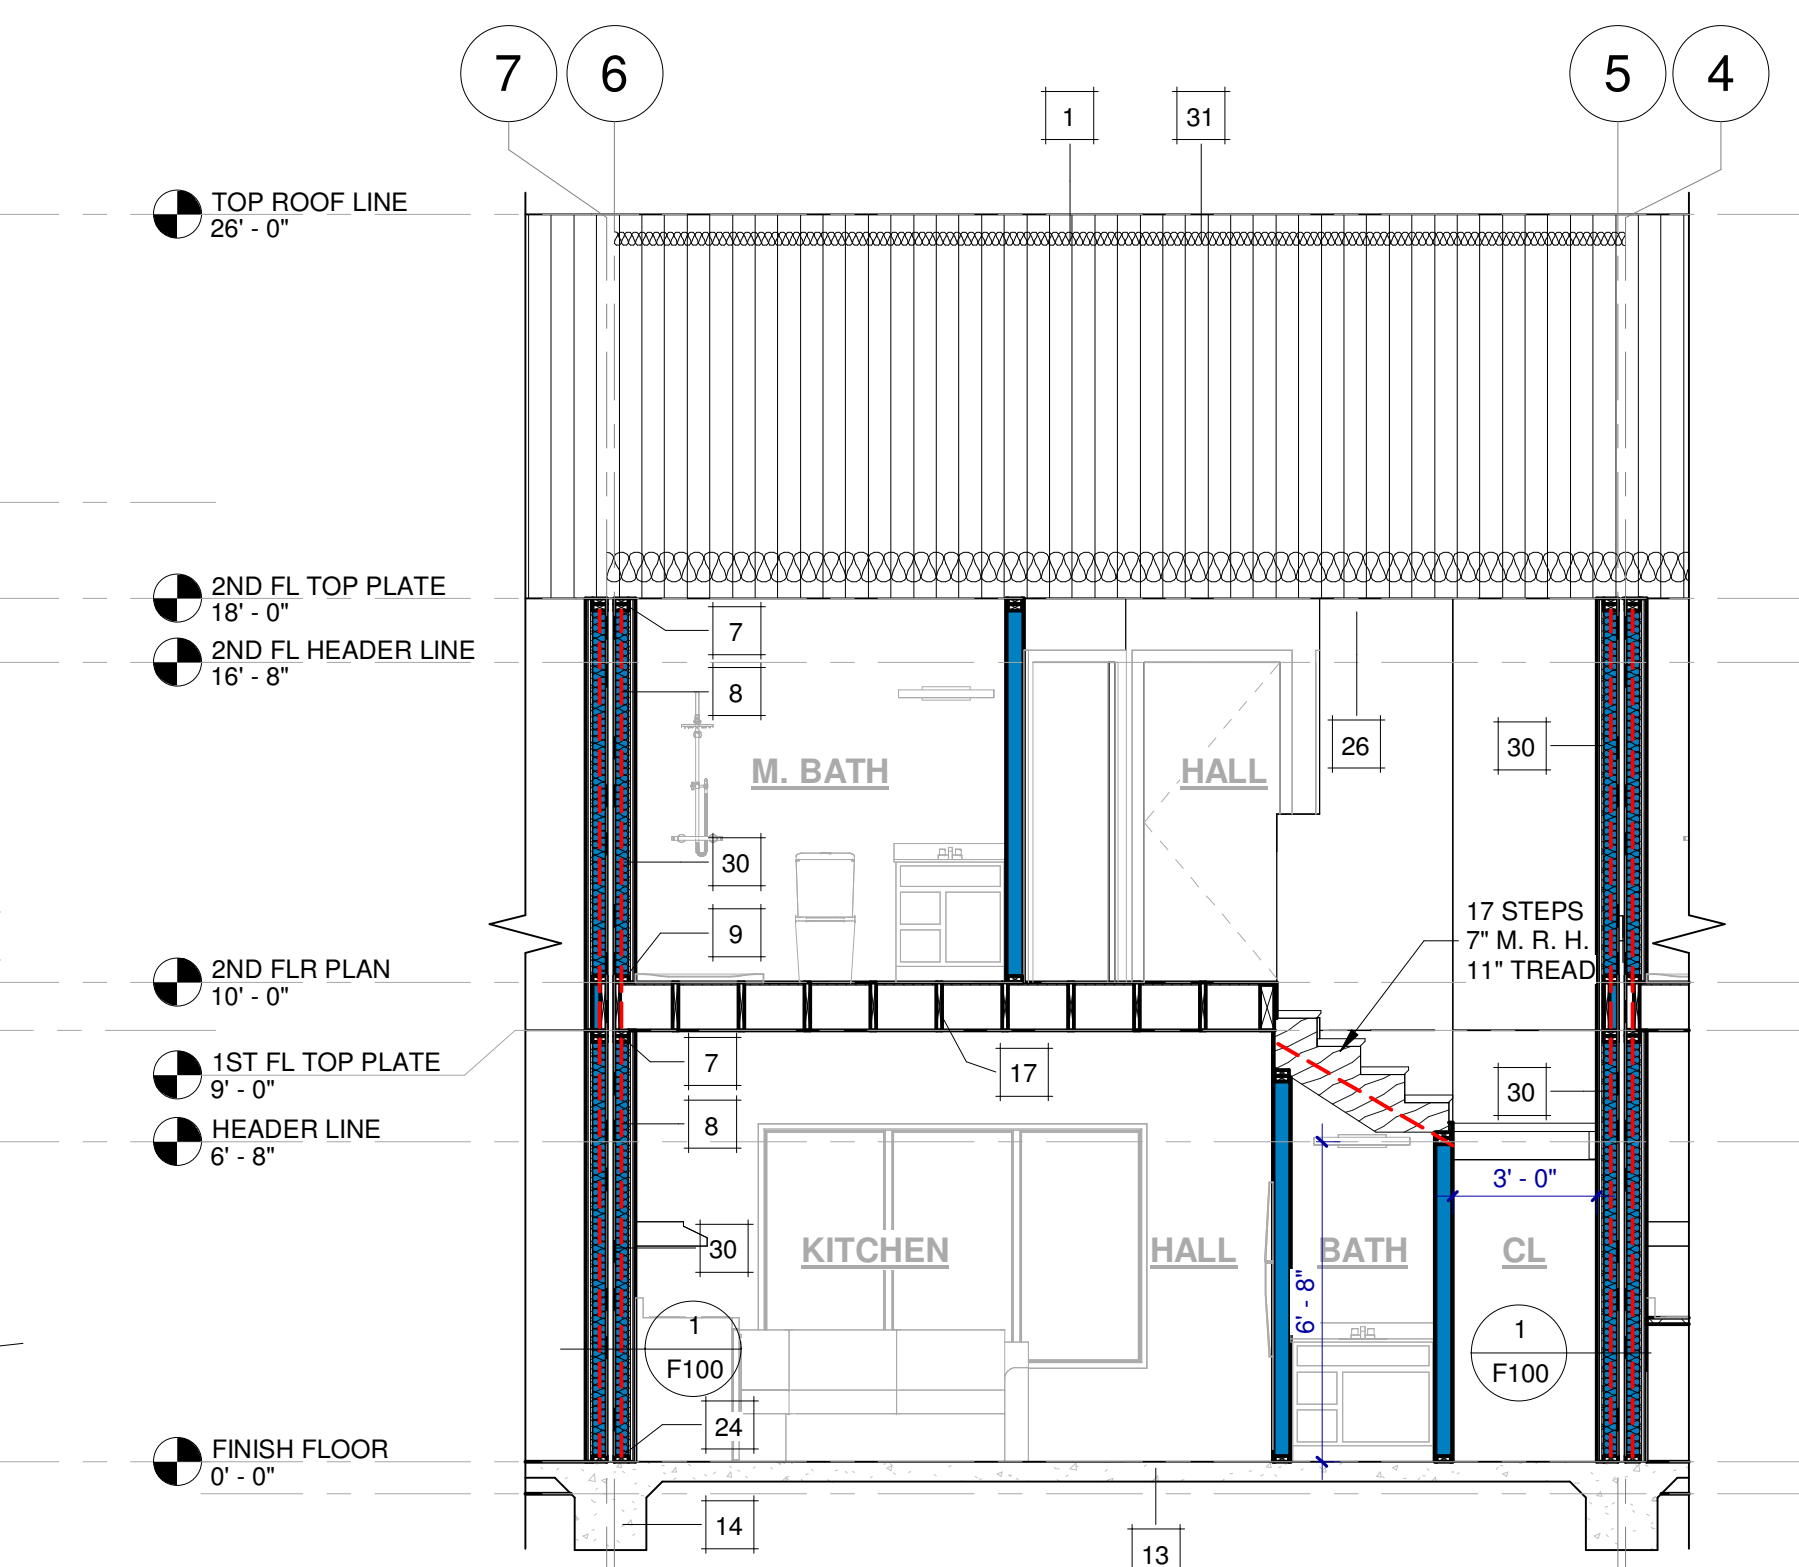 7
6
5
4
1
31
TOP ROOF LINE
26' - 0"
2ND FL TOP PLATE
18' - 0"
7
2ND FL HEADER LINE
16' - 8"
8
26
30
M. BATH
HALL
30
17 STEPS
7" M. R. H.
11" TREAD
9
2ND FLR PLAN
10' - 0"
1ST FL TOP PLATE
9' - 0"
7
17
30
HEADER LINE
6' - 8"
8
3' - 0"
30
KITCHEN
HALL
BATH
CL
6' - 8"
1
F100
1
F100
24
FINISH FLOOR
0' - 0"
14
13